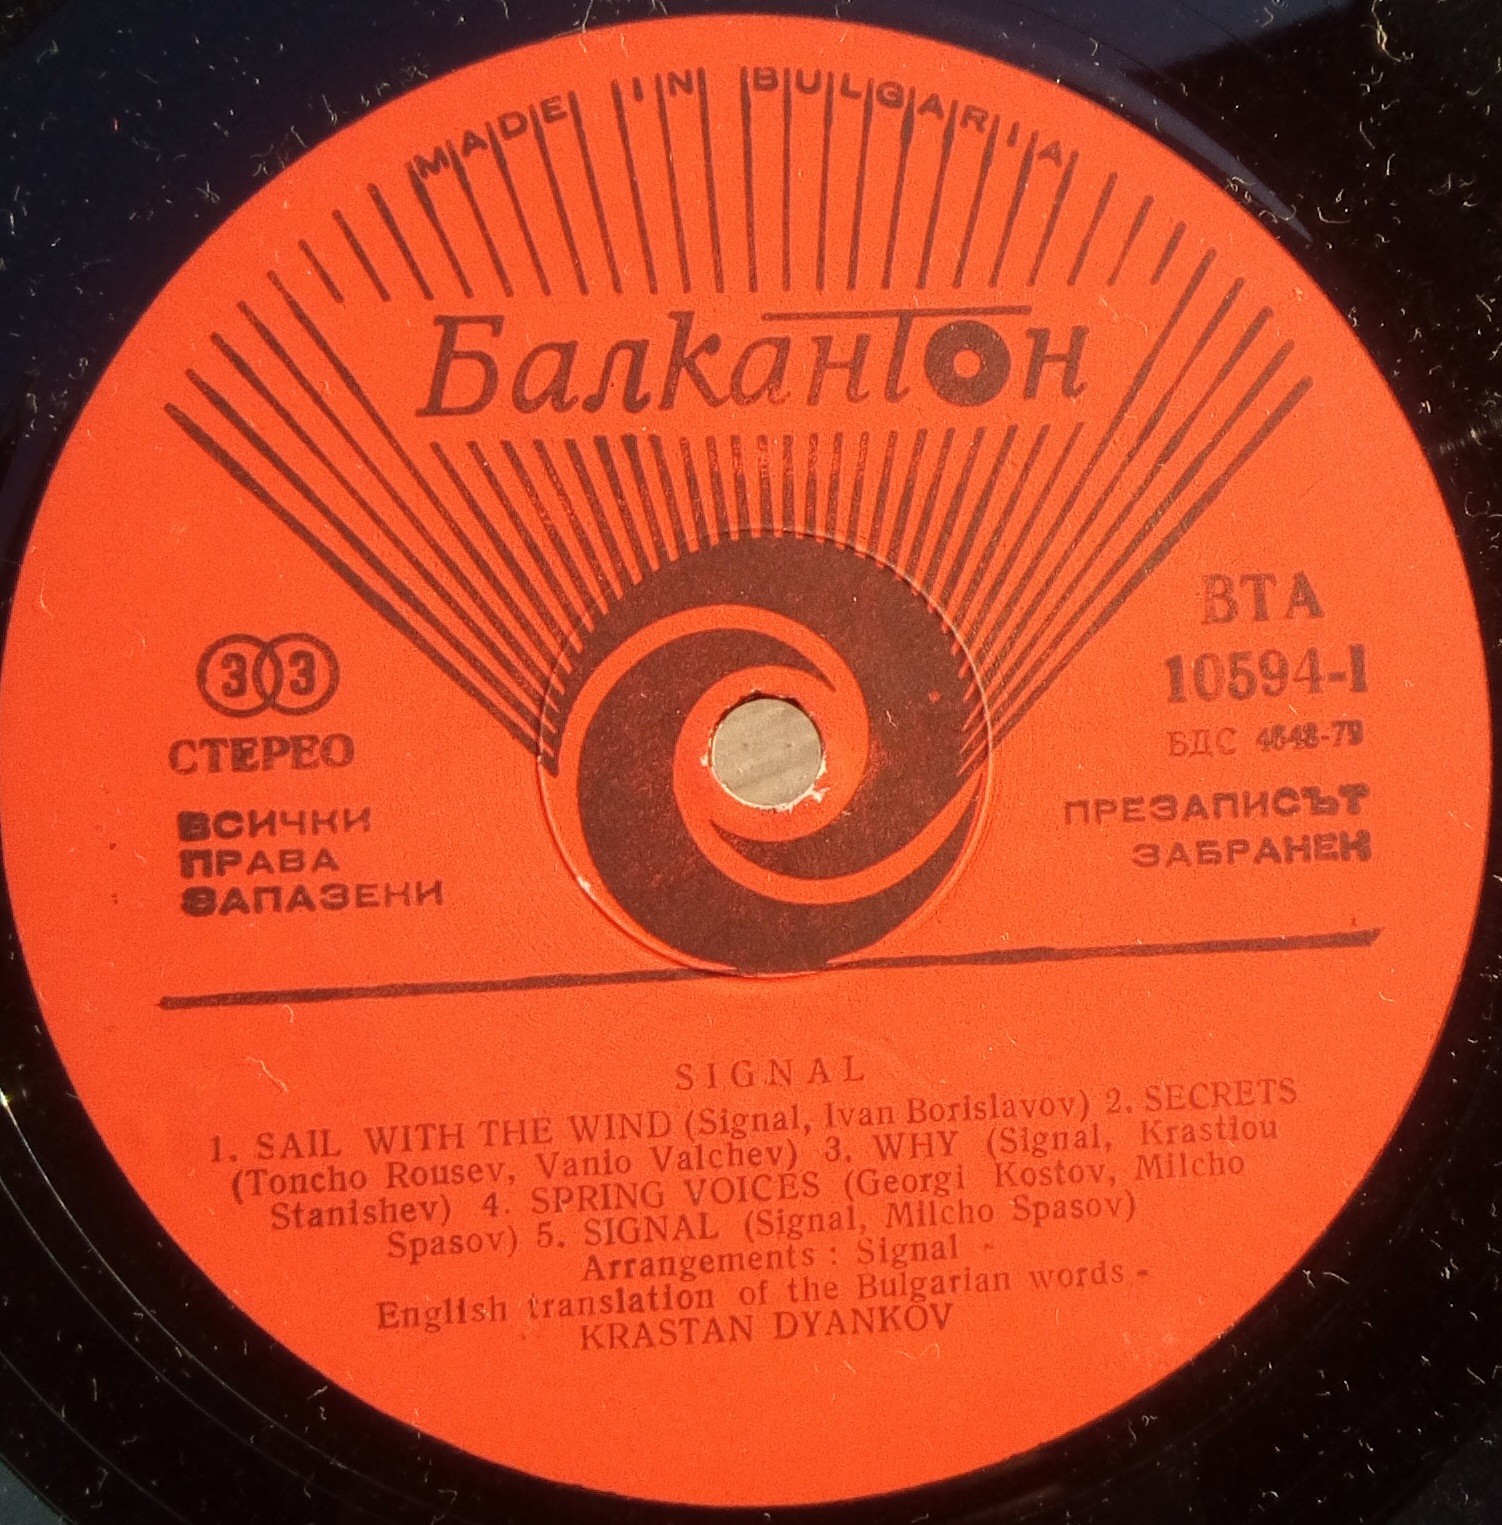 MADE IN BULGARIA
Балкантон
33
СТЕРЕО
ВСИЧКИ
ПРАВА
ЗАПАЗЕНИ
ВТА
10594-I
БДС 4648-79
ПРЕЗАПИСЪТ
ЗАБРАНЕН
SIGNAL
1. SAIL WITH THE WIND (Signal, Ivan Borislavov) 2. SECRETS
(Toncho Rousev, Vanio Valchev) 3. WHY (Signal, Krastiou
Stanishev) 4. SPRING VOICES (Georgi Kostov, Milcho
Spasov) 5. SIGNAL (Signal, Milcho Spasov)
Arrangements : Signal -
English translation of the Bulgarian words -
KRASTAN DYANKOV